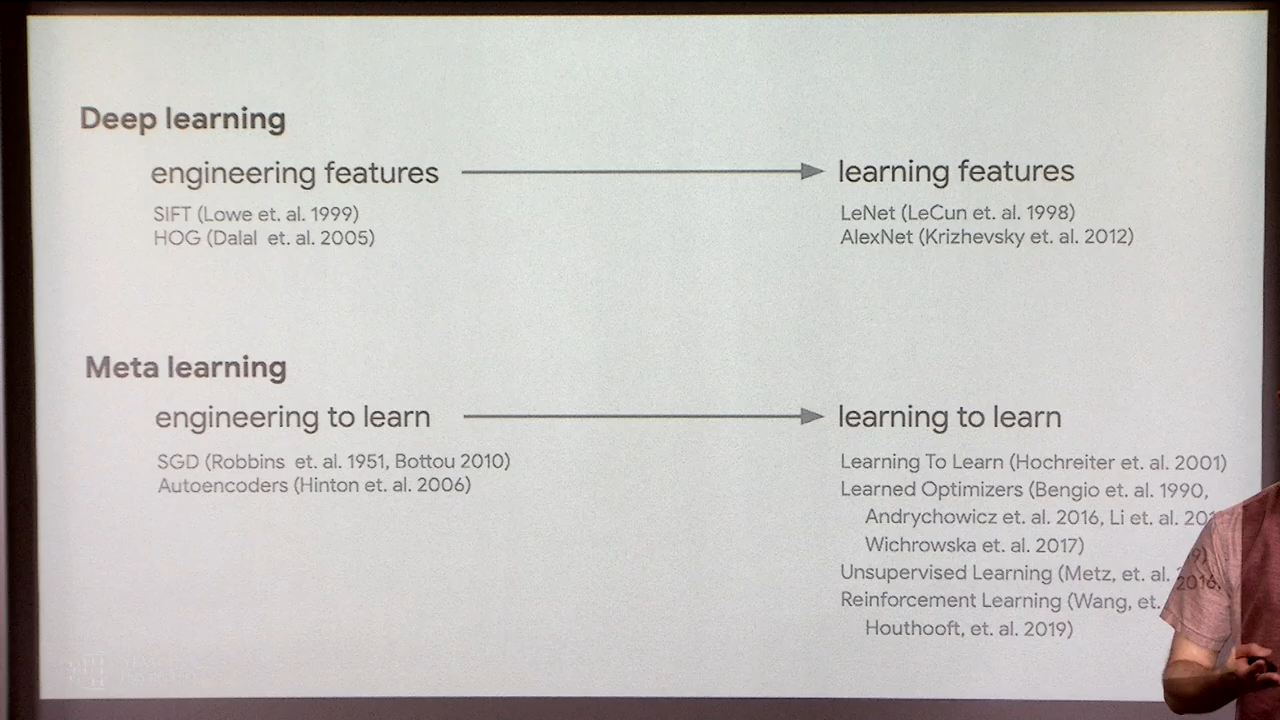 Deep learning
engineering features
learning features
SIFT (Lowe et. al. 1999)
HOG (Dalal et. al. 2005)
LeNet (LeCun et. al. 1998)
AlexNet (Krizhevsky et. al. 2012)
Meta learning
engineering to learn
learning to learn
SGD (Robbins et. al. 1951, Bottou 2010)
Autoencoders (Hinton et. al. 2006)
Learning To Learn (Hochreiter et. al. 2001)
Learned Optimizers (Bengio et. al. 1990,
Andrychowicz et. al. 2016, Li et. al.
Wichrowska et. al. 2017)
Unsupervised Learning (Metz, et. al.
Reinforcement Learning (Wang, et. 2016,
Houthooft, et. al. 2019)